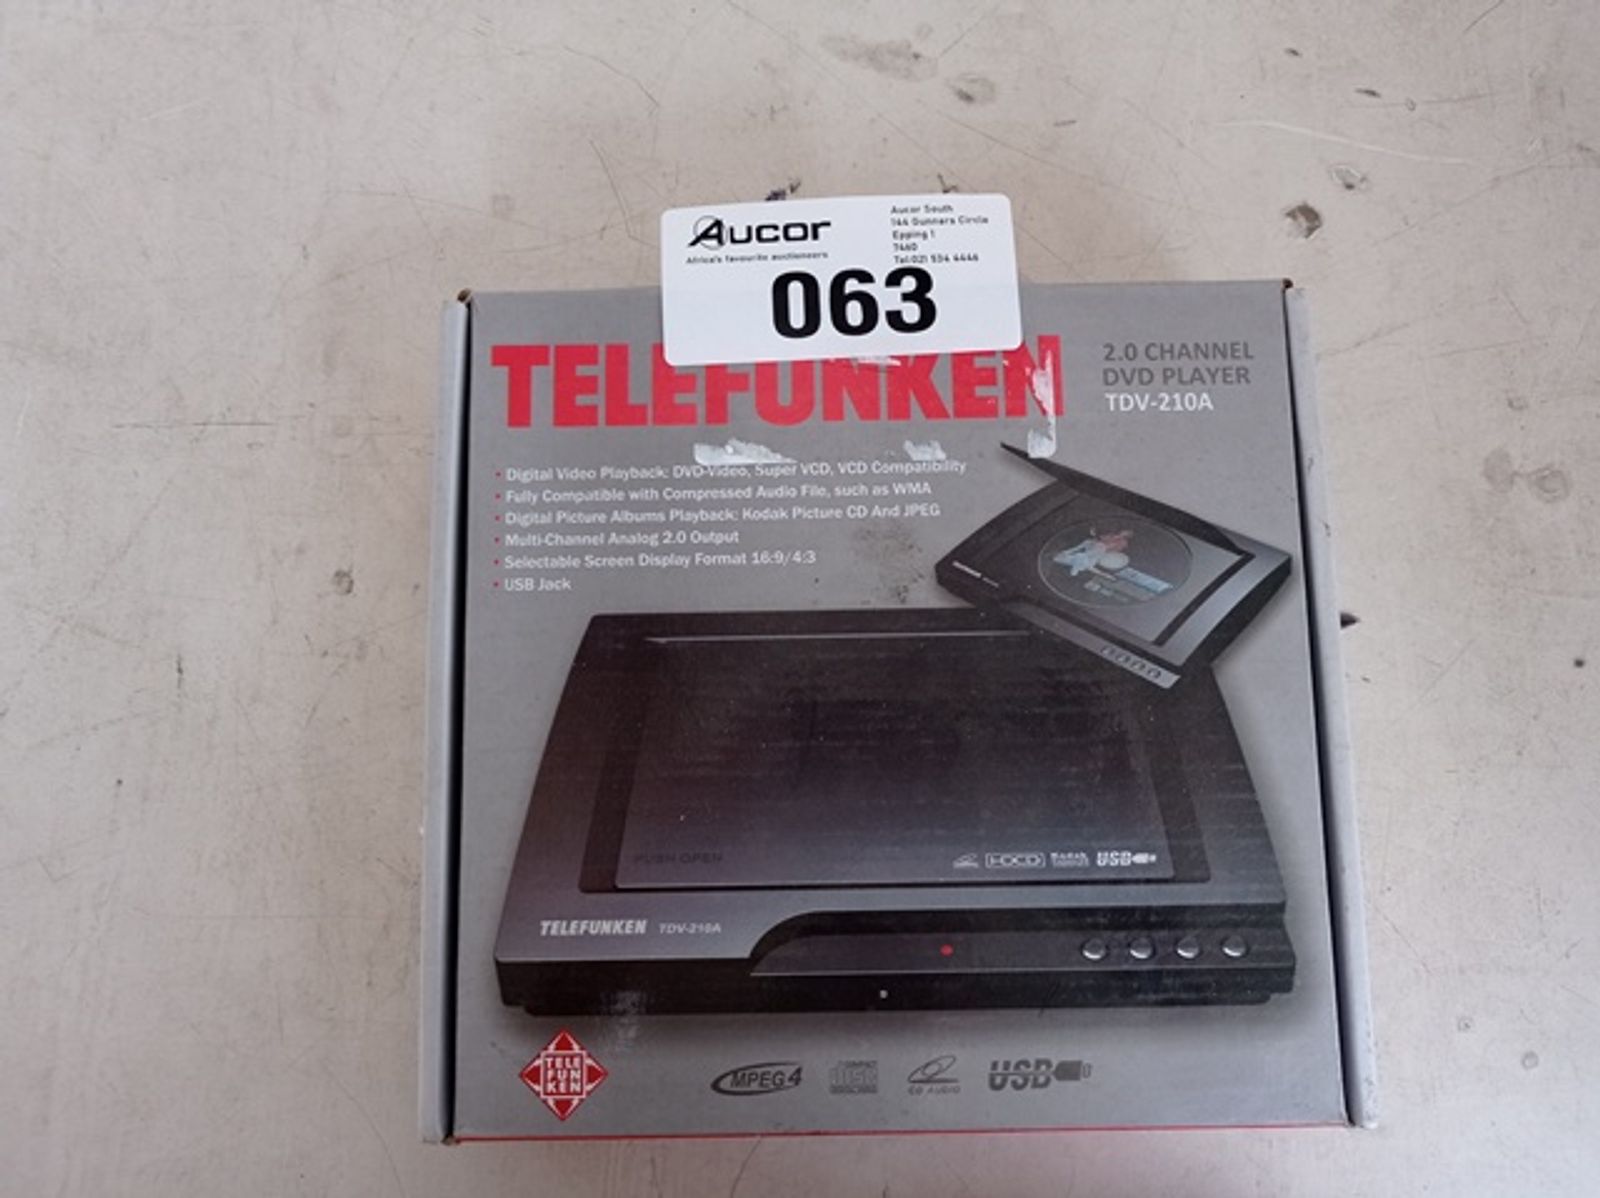 Aucor
Africa's favourite auctioneers
Aucor South
144 Gunners Circle
Epping 1
7460
Tel:021 534 4446
063
TELEFUNKEN
2.0 CHANNEL
DVD PLAYER
TDV-210A
• Digital Video Playback: DVD-Video, Super VCD, VCD Compatibility
• Fully Compatible with Compressed Audio File, such as WMA
• Digital Picture Albums Playback: Kodak Picture CD And JPEG
• Multi-Channel Analog 2.0 Output
• Selectable Screen Display Format 16:9/4:3
• USB Jack
PUSH OPEN
HDCD
Kodak
USB
TELEFUNKEN TDV-210A
TELE
FUN
KEN
MPEG4
COMPACT
disc
CD AUDIO
USB